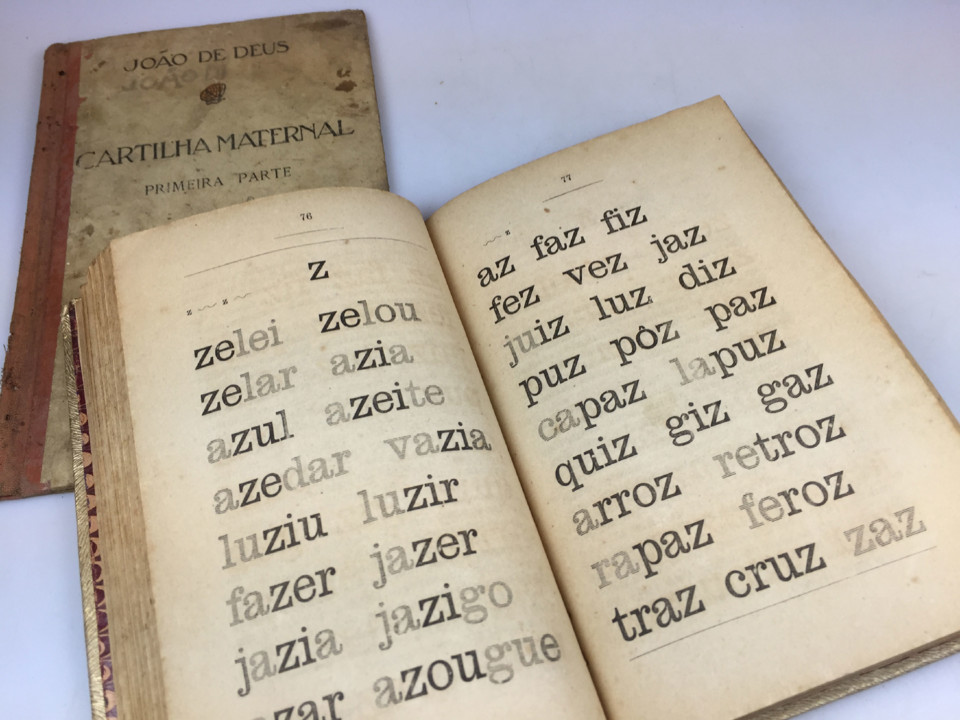 JOÃO DE DEUS
CARTILHA MATERNAL
PRIMEIRA PARTE
76
z
z z
zelei zelou
zelar azia
azul azeite
azedar vazia
luziu luzir
fazer jazer
jazia jazigo
azougue
77
z
az faz fiz
fez vez jaz
juiz luz diz
puz pôz paz
capaz lapuz
quiz giz gaz
arroz retroz
rapaz feroz
traz cruz zaz